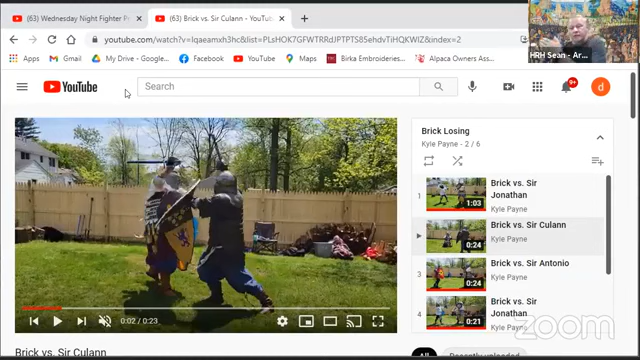 (63) Wednesday Night Fighter Pr
(63) Brick vs. Sir Culann - YouTu
youtube.com/watch?v=Iqaeamxh3hc&list=PLsHOK7GFWTRRdJPTPTS8SehdvTiHQKWIZ&index=2
Apps
Gmail
My Drive - Google...
Facebook
YouTube
Maps
Birka Embroideries...
Alpaca Owners Ass...
HRH Sean - Ar...
YouTube
Search
9+
d
Brick Losing
Kyle Payne - 2 / 6
1
Brick vs. Sir
Jonathan
Kyle Payne
1:03
Brick vs. Sir Culann
Kyle Payne
0:24
3
Brick vs. Sir Antonio
Kyle Payne
0:24
4
Brick vs. Sir
Jonathan
Kyle Payne
0:21
0:02 / 0:23
zoom
Brick vs. Sir Culann
All
Recently uploaded